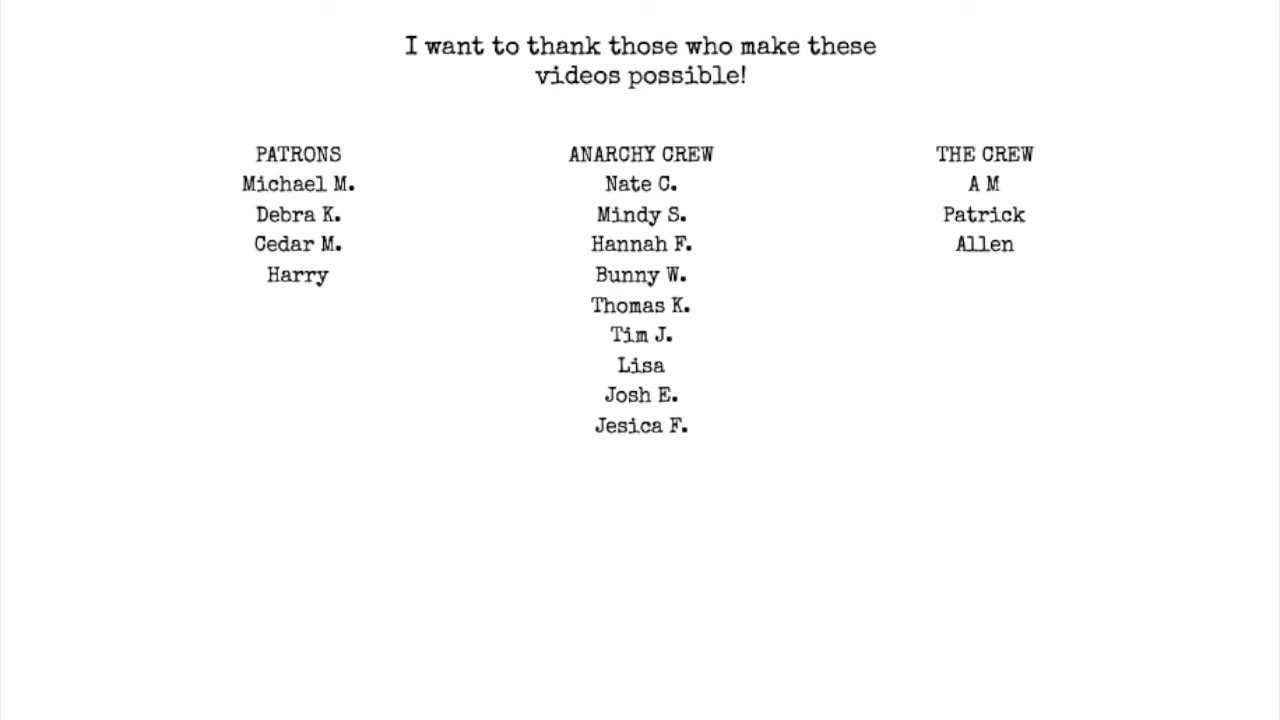 I want to thank those who make these
videos possible!
PATRONS
Michael M.
Debra K.
Cedar M.
Harry
ANARCHY CREW
Nate C.
Mindy S.
Hannah F.
Bunny W.
Thomas K.
Tim J.
Lisa
Josh E.
Jesica F.
THE CREW
A M
Patrick
Allen